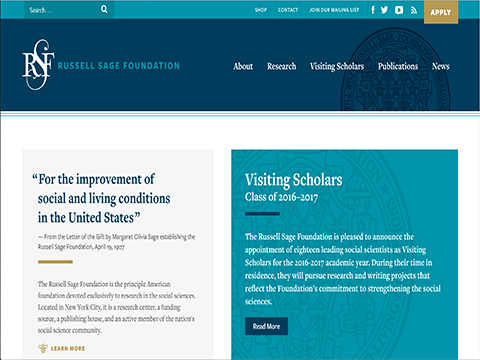 Search...
SHOP CONTACT JOIN OUR MAILING LIST
APPLY
RSF RUSSELL SAGE FOUNDATION
About Research Visiting Scholars Publications News
“For the improvement of
social and living conditions
in the United States”
— From the Letter of the Gift by Margaret Olivia Sage establishing the
Russell Sage Foundation, April 19, 1907
The Russell Sage Foundation is the principle American
foundation devoted exclusively to research in the social sciences.
Located in New York City, it is a research center, a funding
source, a publishing house, and an active member of the nation's
social science community.
LEARN MORE
Visiting Scholars
Class of 2016-2017
The Russell Sage Foundation is pleased to announce the
appointment of eighteen leading social scientists as Visiting
Scholars for the 2016-2017 academic year. During their time in
residence, they will pursue research and writing projects that
reflect the Foundation's commitment to strengthening the social
sciences.
Read More